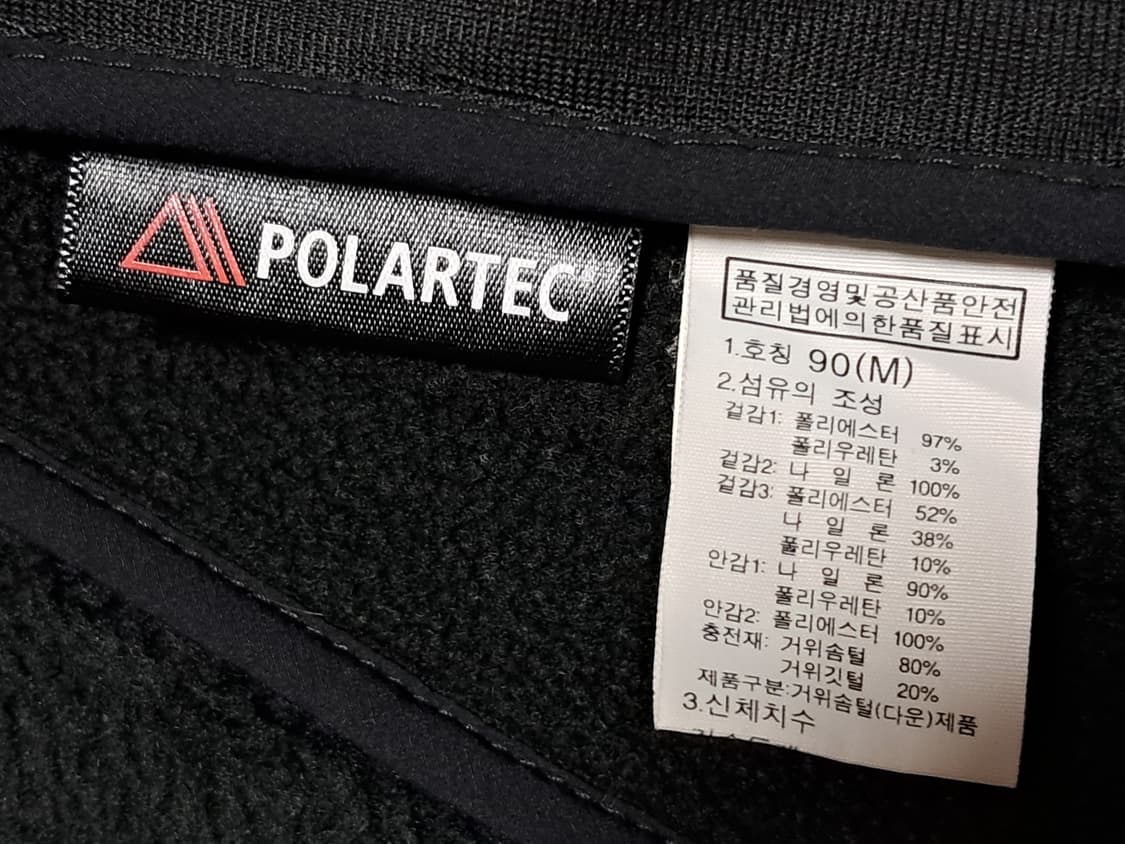 POLARTEC
품질경영및공산품안전
관리법에의한품질표시
1.호칭 90(M)
2.섬유의 조성
겉감1: 폴리에스터 97%
폴리우레탄 3%
겉감2: 나 일 론 100%
겉감3: 폴리에스터 52%
나 일 론 38%
폴리우레탄 10%
안감1: 나 일 론 90%
폴리우레탄 10%
안감2: 폴리에스터 100%
충전재: 거위솜털 80%
거위깃털 20%
제품구분:거위솜털(다운)제품
3.신체치수